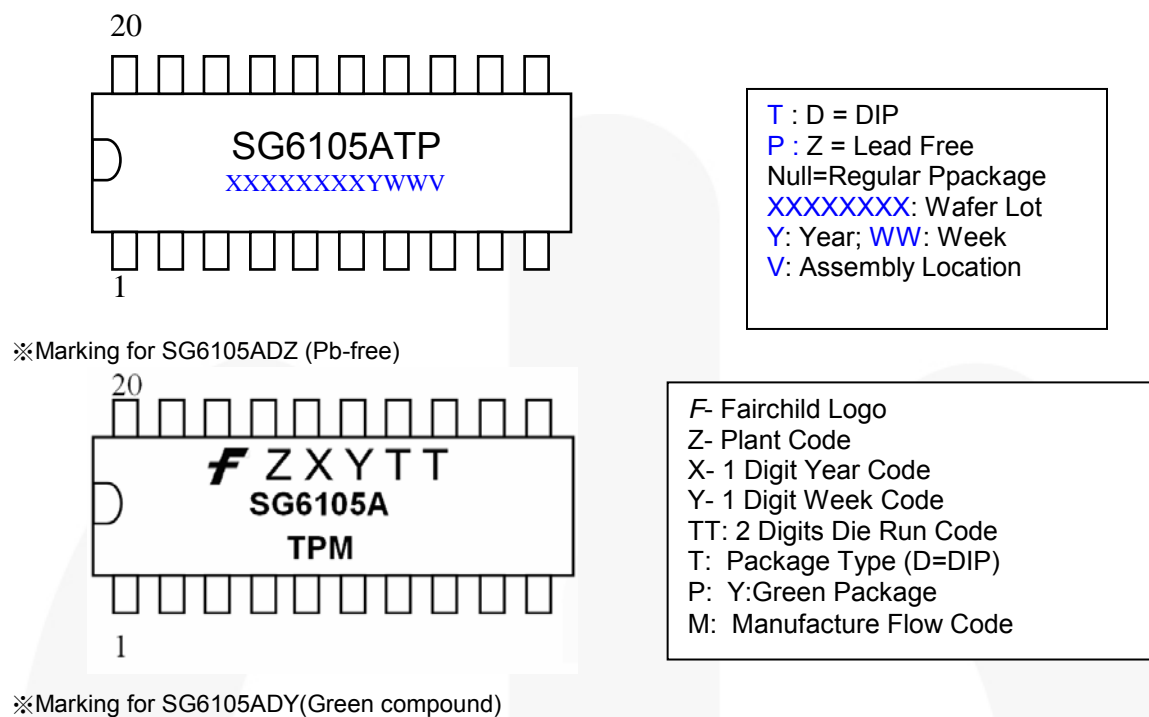 20
SG6105ATP
XXXXXXXXYWWV
1
T : D = DIP
P : Z = Lead Free
Null=Regular Ppackage
XXXXXXXX: Wafer Lot
Y: Year; WW: Week
V: Assembly Location
※Marking for SG6105ADZ (Pb-free)
20
F Z X Y T T
SG6105A
TPM
1
F- Fairchild Logo
Z- Plant Code
X- 1 Digit Year Code
Y- 1 Digit Week Code
TT: 2 Digits Die Run Code
T: Package Type (D=DIP)
P: Y:Green Package
M: Manufacture Flow Code
※Marking for SG6105ADY(Green compound)